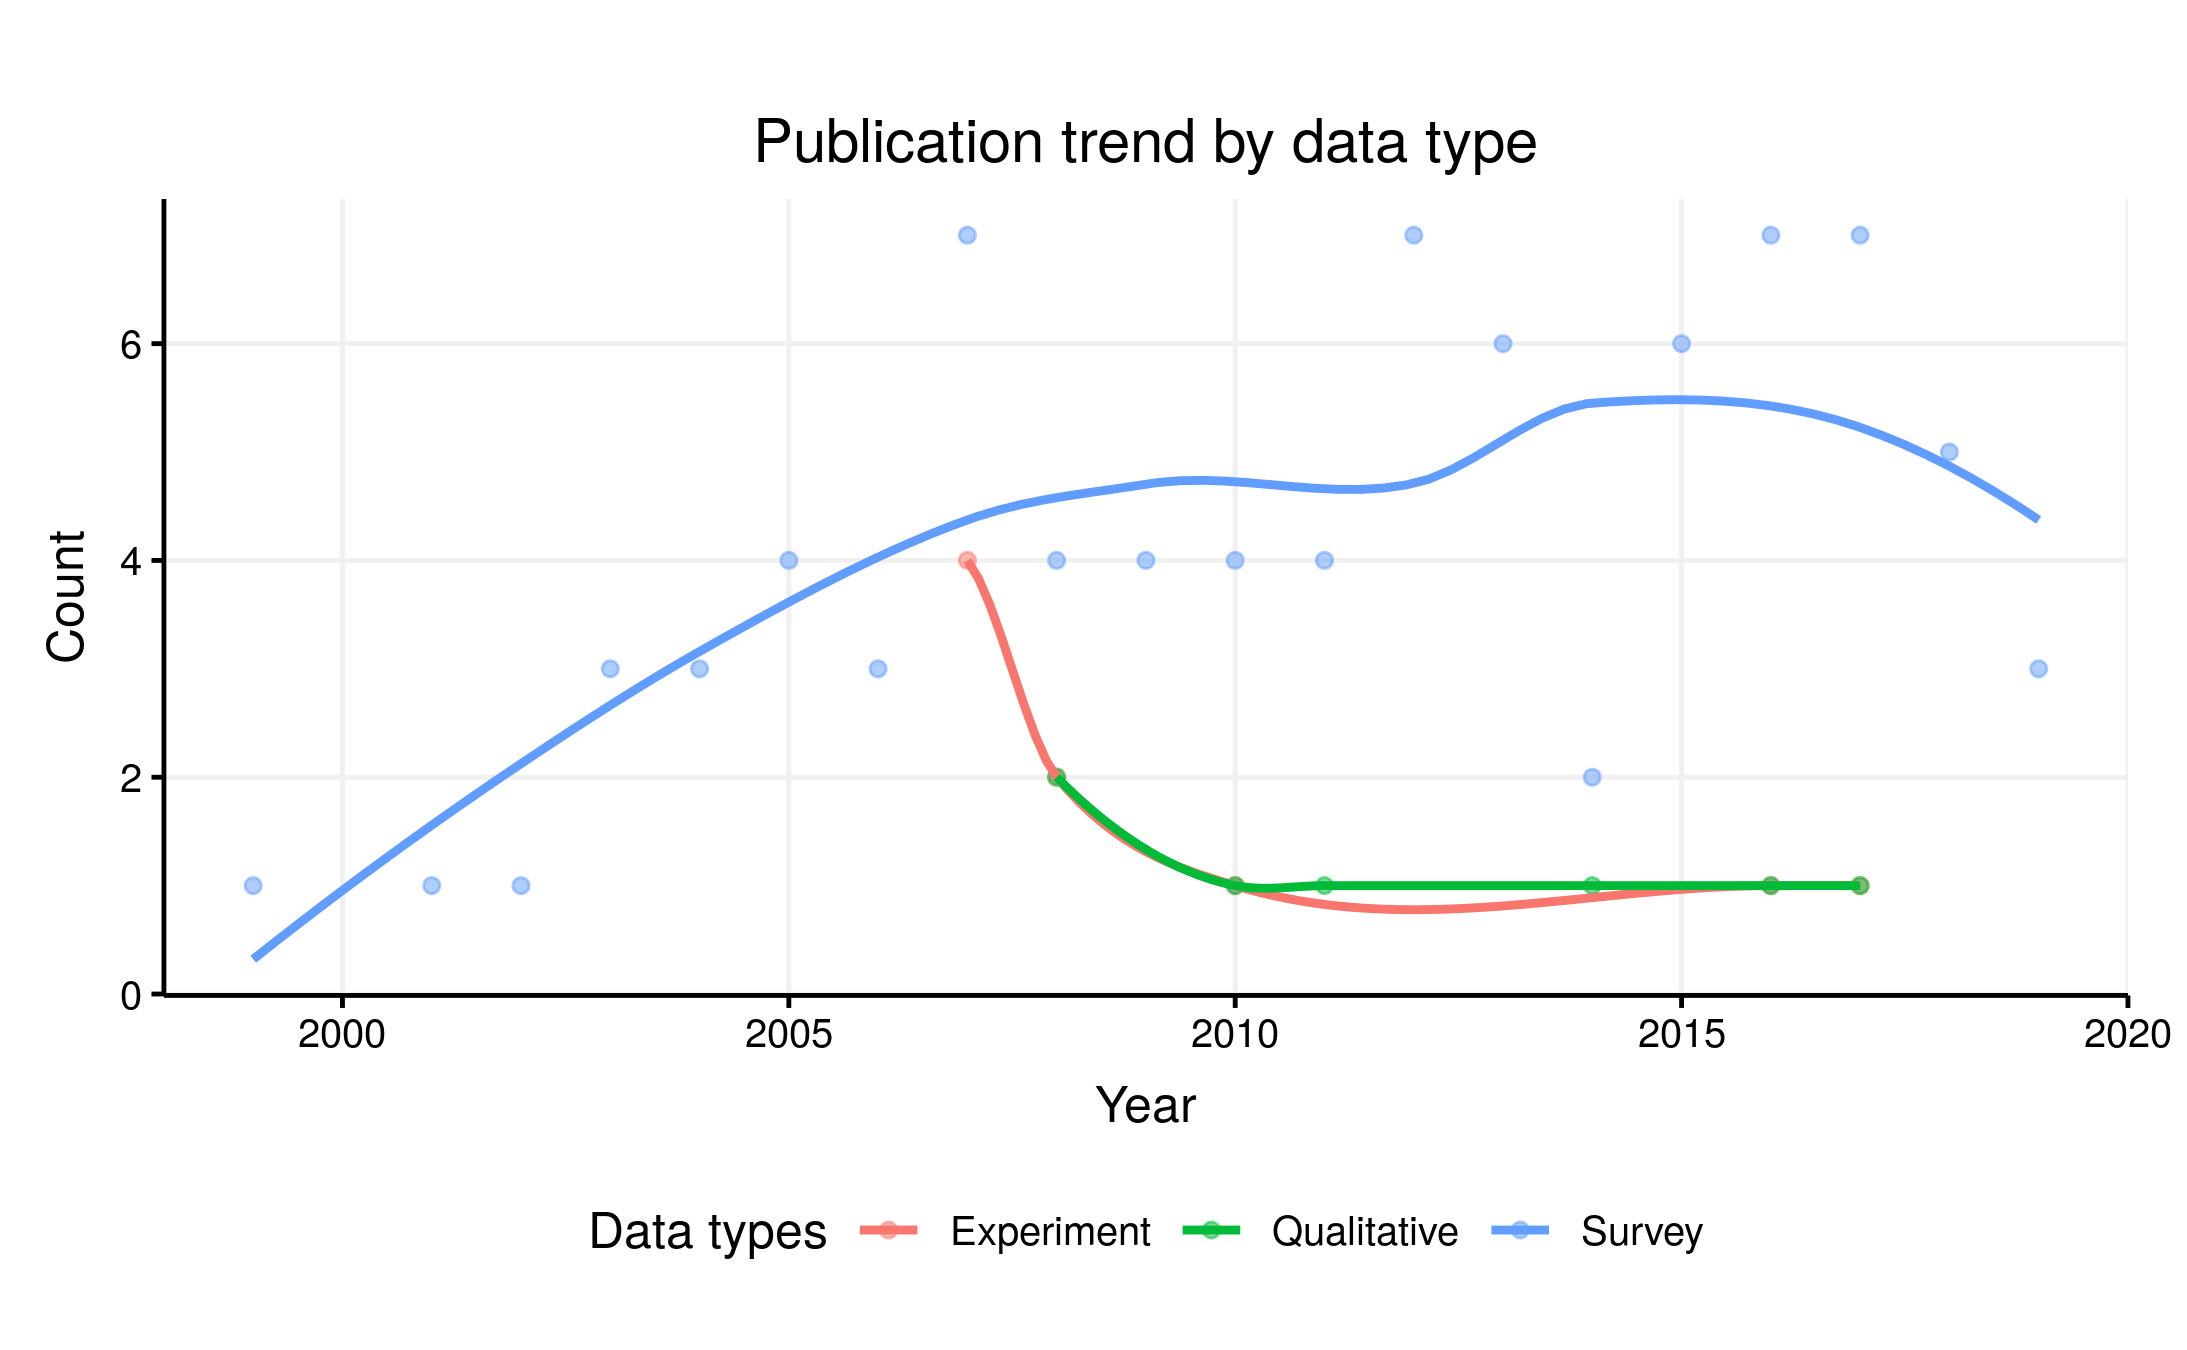 Publication trend by data type
Count
6
4
2
0
2000 2005 2010 2015 2020
Year
Data types Experiment Qualitative Survey